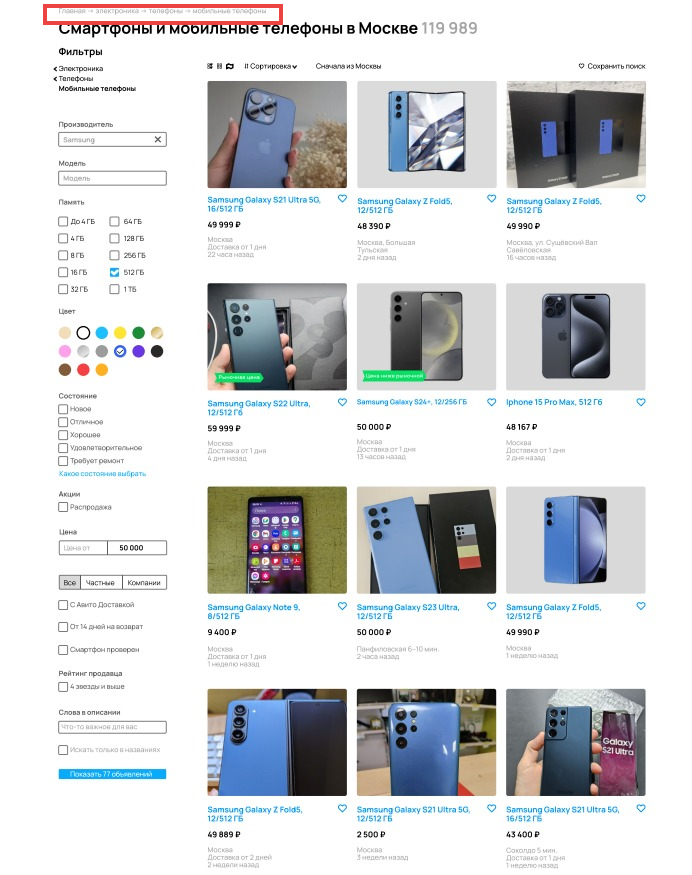 Главная → электроника → телефоны → мобильные телефоны
Смартфоны и мобильные телефоны в Москве 119 989
Фильтры
Электроника
Телефоны
Мобильные телефоны
Производитель
Samsung
Модель
Модель
Память
До 4 ГБ
64 ГБ
4 ГБ
128 ГБ
8 ГБ
256 ГБ
16 ГБ
512 ГБ
32 ГБ
1 ТБ
Цвет
Состояние
Новое
Отличное
Хорошее
Удовлетворительное
Требует ремонт
Какое состояние выбрать
Акции
Распродажа
Цена
Цена от
50 000
Все
Частные
Компании
С Авито Доставкой
От 14 дней на возврат
Смартфон проверен
Рейтинг продавца
4 звезды и выше
Слова в описании
Что-то важное для вас
Искать только в названиях
Показать 77 объявлений
Сортировка
Сначала из Москвы
Сохранить поиск
Samsung Galaxy S21 Ultra 5G,
16/512 ГБ
49 999 ₽
Москва
Доставка от 1 дня
22 часа назад
Samsung Galaxy Z Fold5,
12/512 ГБ
48 390 ₽
Москва, Большая
Тульская
2 дня назад
Samsung Galaxy Z Fold5,
12/512 ГБ
49 990 ₽
Москва, ул. Сущёвский Вал
Савёловская
16 часов назад
Рыночная цена
Samsung Galaxy S22 Ultra,
12/512 Гб
59 999 ₽
Москва
Доставка от 1 дня
4 дня назад
Цена ниже рыночной
Samsung Galaxy S24+, 12/256 ГБ
50 000 ₽
Москва
Доставка от 1 дня
13 часов назад
Iphone 15 Pro Max, 512 Гб
48 167 ₽
Москва
Доставка от 1 дня
2 дня назад
Samsung Galaxy Note 9,
8/512 ГБ
9 400 ₽
Москва
Доставка от 1 дня
1 неделю назад
Samsung Galaxy S23 Ultra,
12/512 ГБ
50 000 ₽
Панфиловская 6–10 мин.
2 часа назад
Samsung Galaxy Z Fold5,
12/512 ГБ
49 990 ₽
Москва
1 неделю назад
Samsung Galaxy Z Fold5,
12/512 ГБ
49 889 ₽
Москва
Доставка от 2 дней
2 недели назад
Samsung Galaxy S21 Ultra 5G,
12/512 ГБ
2 500 ₽
Москва
3 недели назад
Galaxy
S21 Ultra
Samsung Galaxy S21 Ultra 5G,
16/512 ГБ
43 400 ₽
Соколдо 5 мин.
Доставка от 1 дня
1 неделю назад